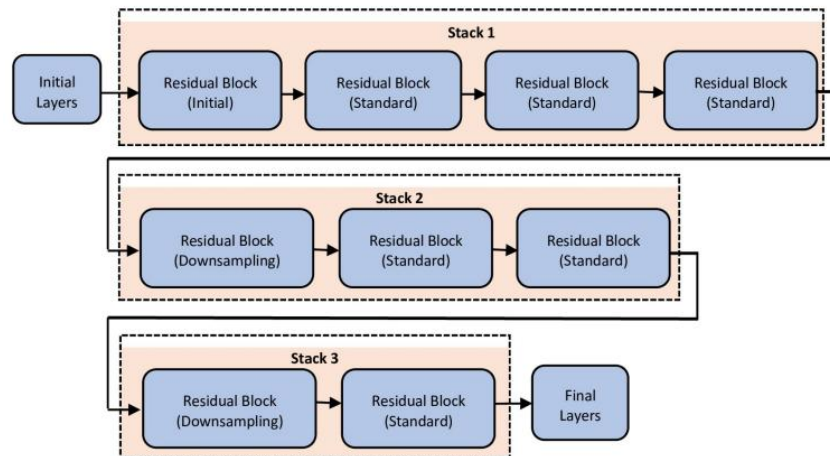 Stack 1
Initial
Layers
Residual Block
(Initial)
Residual Block
(Standard)
Residual Block
(Standard)
Residual Block
(Standard)
Stack 2
Residual Block
(Downsampling)
Residual Block
(Standard)
Residual Block
(Standard)
Stack 3
Residual Block
(Downsampling)
Residual Block
(Standard)
Final
Layers